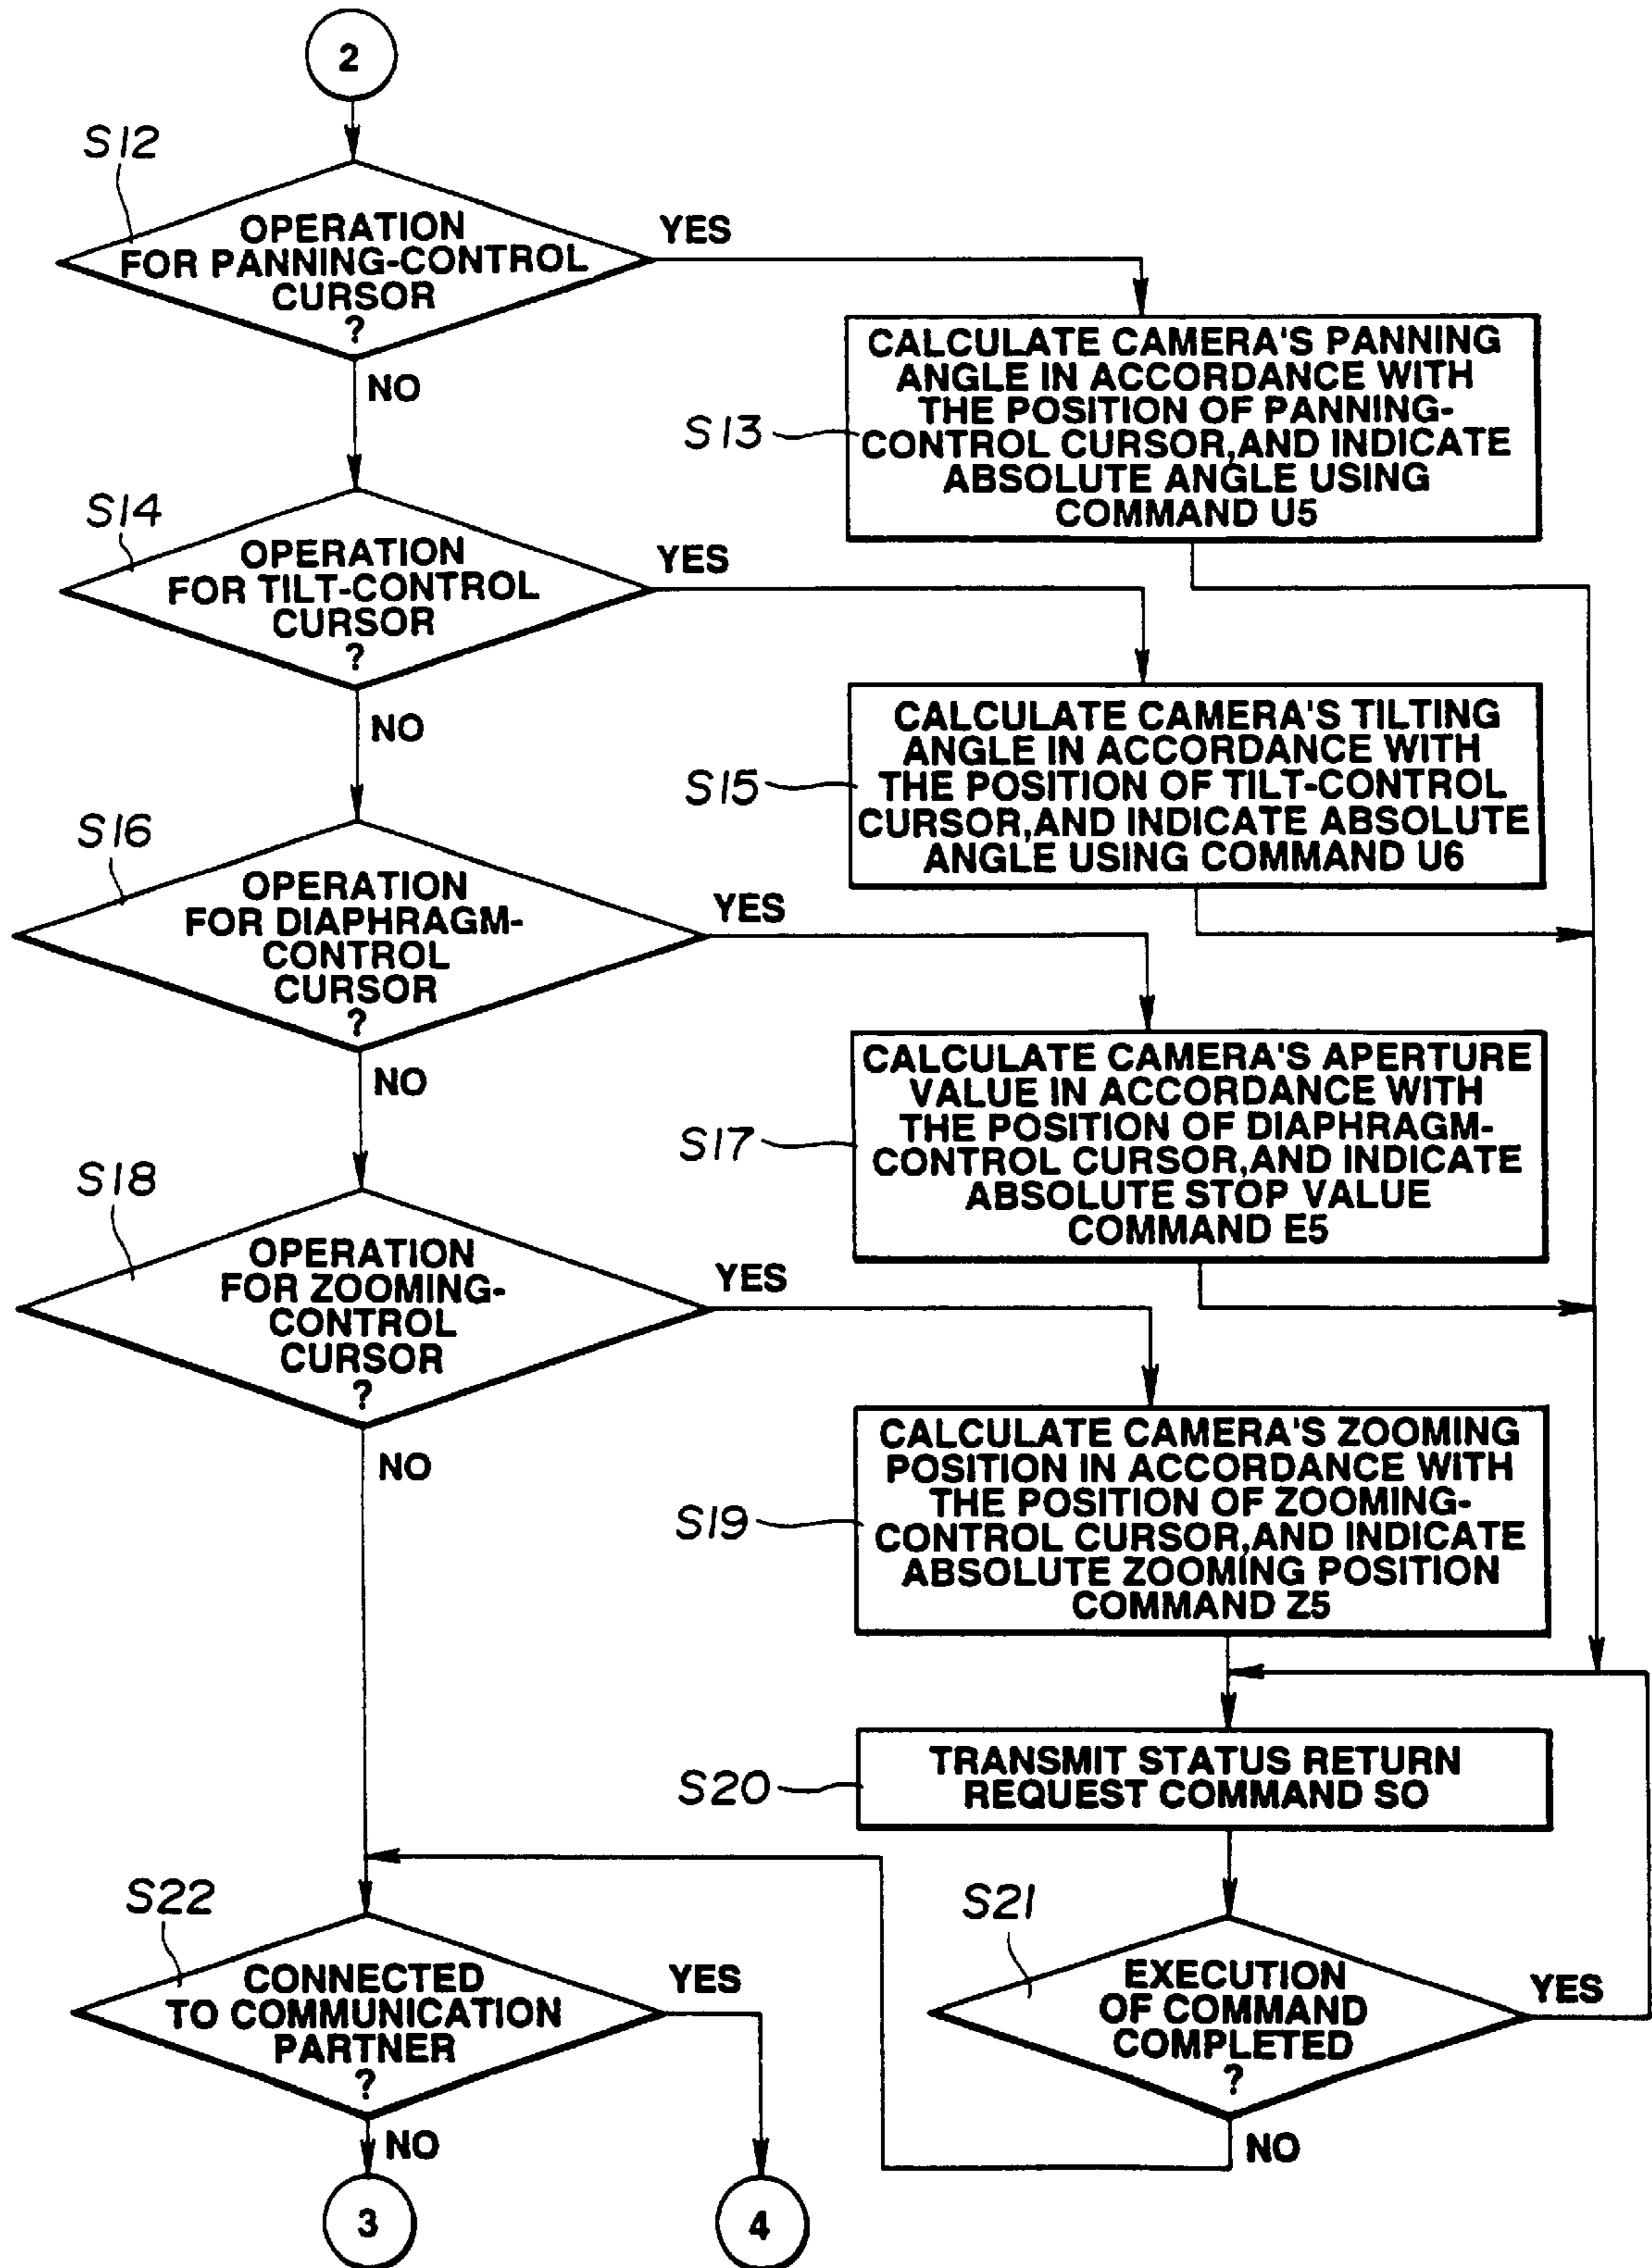 2
S12
OPERATION
FOR PANNING-CONTROL
CURSOR
?
YES
NO
S13
CALCULATE CAMERA'S PANNING
ANGLE IN ACCORDANCE WITH
THE POSITION OF PANNING-
CONTROL CURSOR,AND INDICATE
ABSOLUTE ANGLE USING
COMMAND U5
S14
OPERATION
FOR TILT-CONTROL
CURSOR
?
YES
NO
S15
CALCULATE CAMERA'S TILTING
ANGLE IN ACCORDANCE WITH
THE POSITION OF TILT-CONTROL
CURSOR,AND INDICATE ABSOLUTE
ANGLE USING COMMAND U6
S16
OPERATION
FOR DIAPHRAGM-
CONTROL
CURSOR
?
YES
NO
S17
CALCULATE CAMERA'S APERTURE
VALUE IN ACCORDANCE WITH
THE POSITION OF DIAPHRAGM-
CONTROL CURSOR,AND INDICATE
ABSOLUTE STOP VALUE
COMMAND E5
S18
OPERATION
FOR ZOOMING-
CONTROL
CURSOR
?
YES
NO
S19
CALCULATE CAMERA'S ZOOMING
POSITION IN ACCORDANCE WITH
THE POSITION OF ZOOMING-
CONTROL CURSOR,AND INDICATE
ABSOLUTE ZOOMING POSITION
COMMAND Z5
S20
TRANSMIT STATUS RETURN
REQUEST COMMAND SO
S21
EXECUTION
OF COMMAND
COMPLETED
?
YES
NO
S22
CONNECTED
TO COMMUNICATION
PARTNER
?
YES
NO
3
4